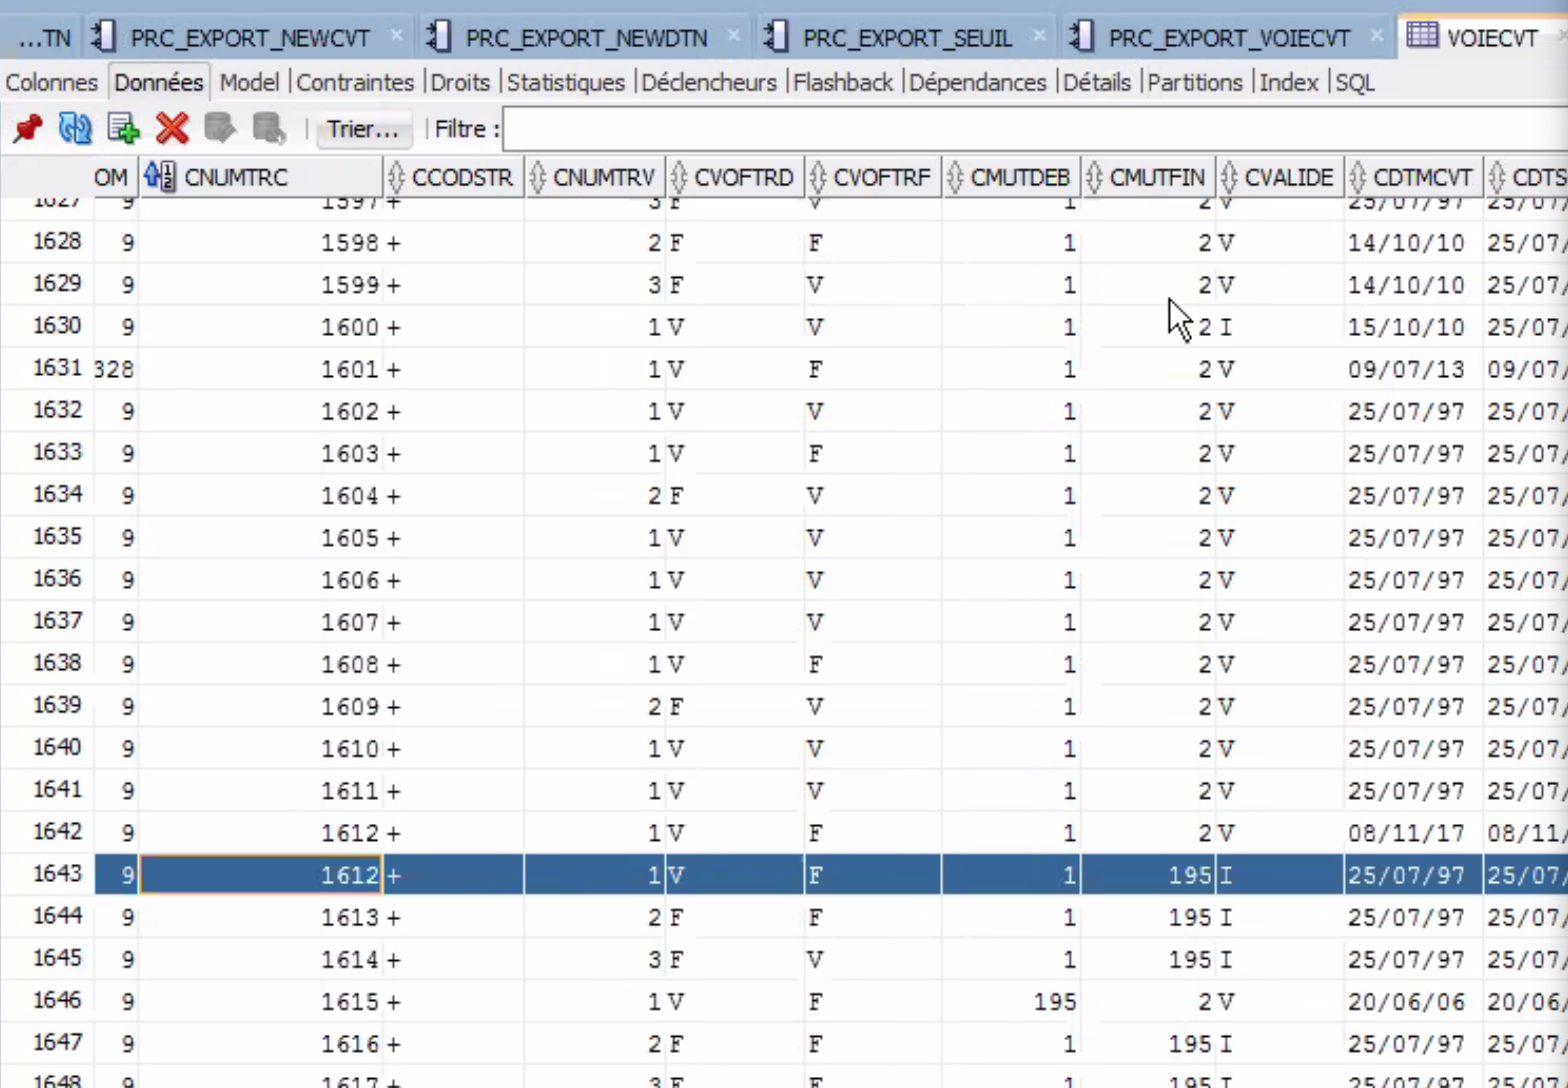 ...TN PRC_EXPORT_NEWCVT PRC_EXPORT_NEWDTN PRC_EXPORT_SEUIL PRC_EXPORT_VOIECVT VOIECVT
Colonnes Données Model Contraintes Droits Statistiques Déclencheurs Flashback Dépendances Détails Partitions Index SQL
Trier... Filtre :
OM CNUMTRC CCODSTR CNUMTRV CVOFTRD CVOFTRF CMUTDEB CMUTFIN CVALIDE CDTMCVT CDTS
1627 9 1597 + 3 F V 1 2 V 25/07/97 25/07/
1628 9 1598 + 2 F F 1 2 V 14/10/10 25/07/
1629 9 1599 + 3 F V 1 2 V 14/10/10 25/07/
1630 9 1600 + 1 V V 1 2 I 15/10/10 25/07/
1631 328 1601 + 1 V F 1 2 V 09/07/13 09/07/
1632 9 1602 + 1 V V 1 2 V 25/07/97 25/07/
1633 9 1603 + 1 V F 1 2 V 25/07/97 25/07/
1634 9 1604 + 2 F V 1 2 V 25/07/97 25/07/
1635 9 1605 + 1 V V 1 2 V 25/07/97 25/07/
1636 9 1606 + 1 V V 1 2 V 25/07/97 25/07/
1637 9 1607 + 1 V V 1 2 V 25/07/97 25/07/
1638 9 1608 + 1 V F 1 2 V 25/07/97 25/07/
1639 9 1609 + 2 F V 1 2 V 25/07/97 25/07/
1640 9 1610 + 1 V V 1 2 V 25/07/97 25/07/
1641 9 1611 + 1 V V 1 2 V 25/07/97 25/07/
1642 9 1612 + 1 V F 1 2 V 08/11/17 08/11/
1643 9 1612 + 1 V F 1 195 I 25/07/97 25/07/
1644 9 1613 + 2 F F 1 195 I 25/07/97 25/07/
1645 9 1614 + 3 F V 1 195 I 25/07/97 25/07/
1646 9 1615 + 1 V F 195 2 V 20/06/06 20/06/
1647 9 1616 + 2 F F 1 195 I 25/07/97 25/07/
1648 9 1617 + 3 F F 1 195 I 25/07/97 25/07/